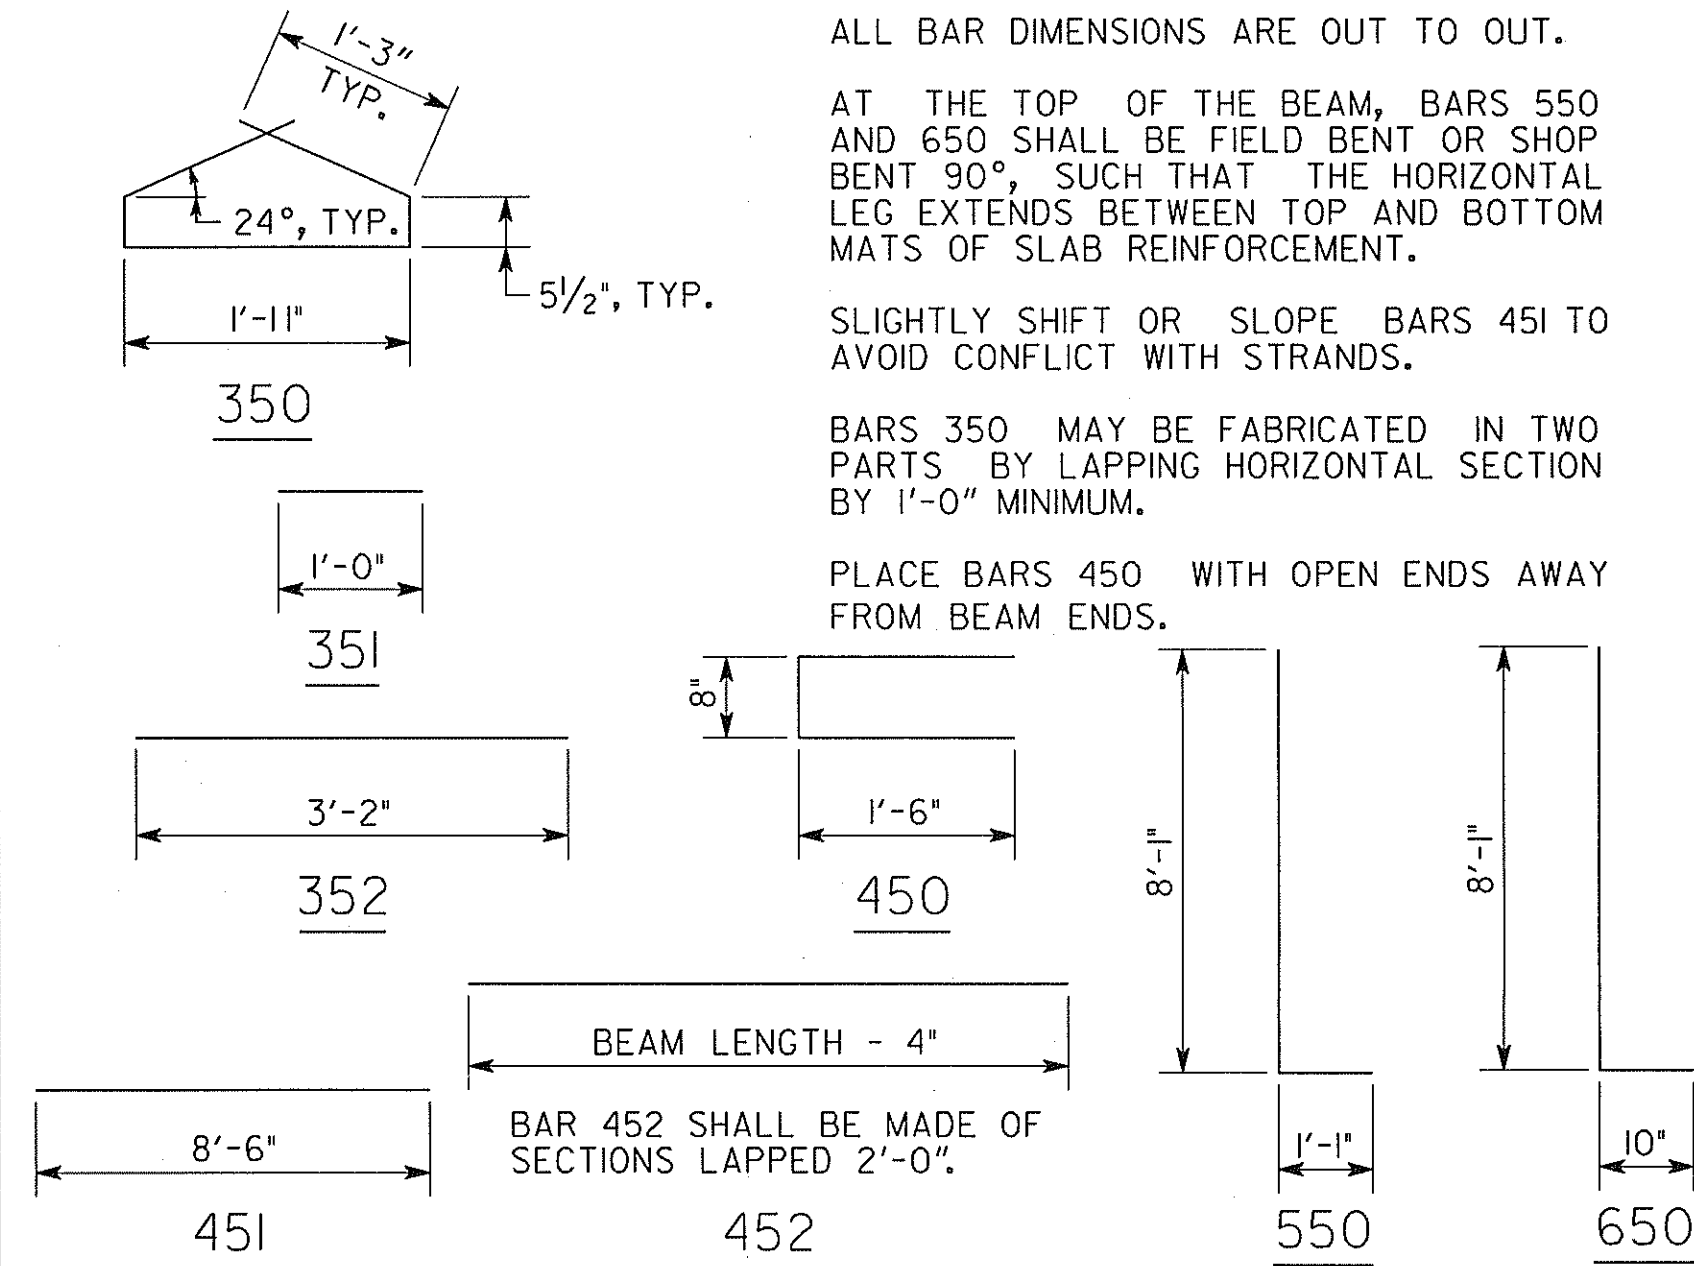 1'-3"
TYP.
24°, TYP.
5 1/2", TYP.
1'-11"
350
1'-0"
351
3'-2"
352
8'-6"
451
ALL BAR DIMENSIONS ARE OUT TO OUT.
AT THE TOP OF THE BEAM, BARS 550
AND 650 SHALL BE FIELD BENT OR SHOP
BENT 90°, SUCH THAT THE HORIZONTAL
LEG EXTENDS BETWEEN TOP AND BOTTOM
MATS OF SLAB REINFORCEMENT.
SLIGHTLY SHIFT OR SLOPE BARS 451 TO
AVOID CONFLICT WITH STRANDS.
BARS 350 MAY BE FABRICATED IN TWO
PARTS BY LAPPING HORIZONTAL SECTION
BY 1'-0" MINIMUM.
PLACE BARS 450 WITH OPEN ENDS AWAY
FROM BEAM ENDS.
8"
1'-6"
450
BEAM LENGTH - 4"
BAR 452 SHALL BE MADE OF
SECTIONS LAPPED 2'-0".
452
8'-1"
1'-1"
550
8'-1"
10"
650